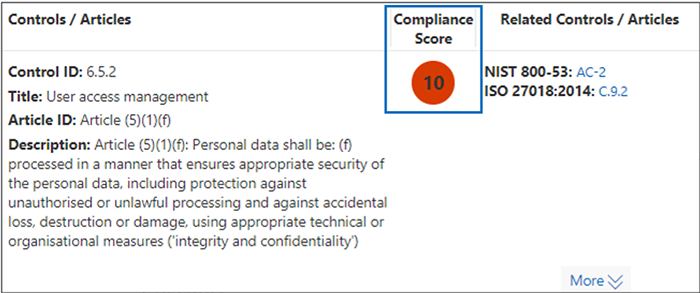 Controls / Articles
Compliance
Score
Related Controls / Articles
Control ID: 6.5.2
Title: User access management
Article ID: Article (5)(1)(f)
Description: Article (5)(1)(f): Personal data shall be: (f)
processed in a manner that ensures appropriate security of
the personal data, including protection against
unauthorised or unlawful processing and against accidental
loss, destruction or damage, using appropriate technical or
organisational measures ('integrity and confidentiality')
10
NIST 800-53: AC-2
ISO 27018:2014: C.9.2
More